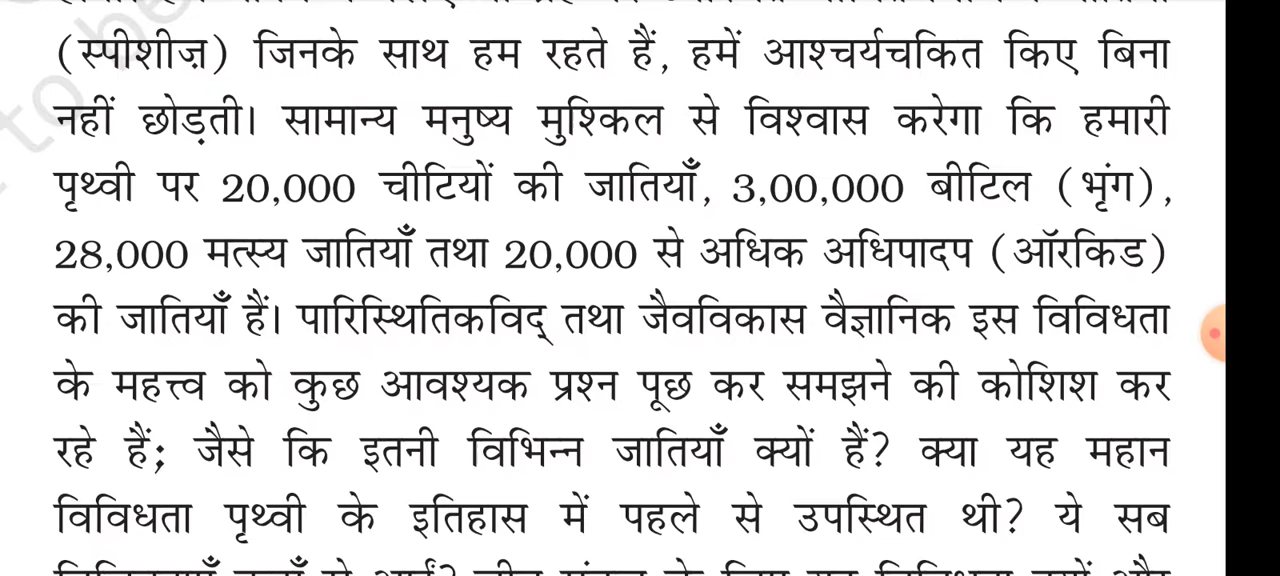 (स्पीशीज़) जिनके साथ हम रहते हैं, हमें आश्चर्यचकित किए बिना
नहीं छोड़ती। सामान्य मनुष्य मुश्किल से विश्वास करेगा कि हमारी
पृथ्वी पर 20,000 चीटियों की जातियाँ, 3,00,000 बीटिल (भृंग),
28,000 मत्स्य जातियाँ तथा 20,000 से अधिक अधिपादप (ऑरकिड)
की जातियाँ हैं। पारिस्थितिकविद् तथा जैवविकास वैज्ञानिक इस विविधता
के महत्त्व को कुछ आवश्यक प्रश्न पूछ कर समझने की कोशिश कर
रहे हैं; जैसे कि इतनी विभिन्न जातियाँ क्यों हैं? क्या यह महान
विविधता पृथ्वी के इतिहास में पहले से उपस्थित थी? ये सब